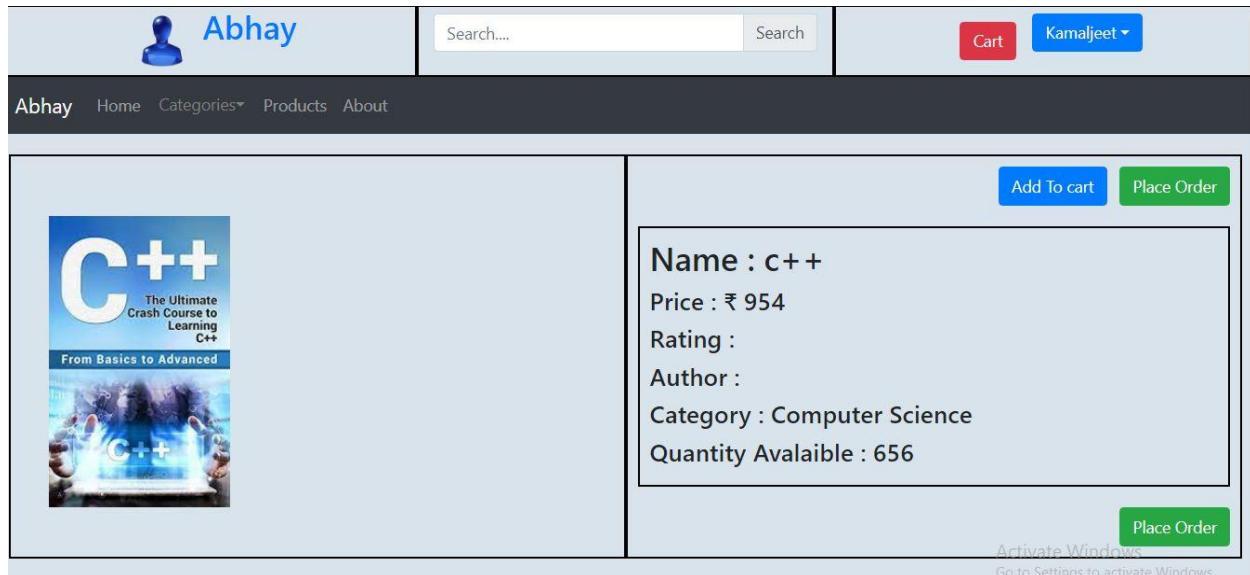 Abhay
Search....
Search
Cart
Kamaljeet
Abhay Home Categories Products About
Add To cart Place Order
C++
The Ultimate
Crash Course to
Learning
C++
From Basics to Advanced
C++
Name : c++
Price : ₹ 954
Rating :
Author :
Category : Computer Science
Quantity Avalaible : 656
Place Order
Activate Windows
Go to Settings to activate Windows.